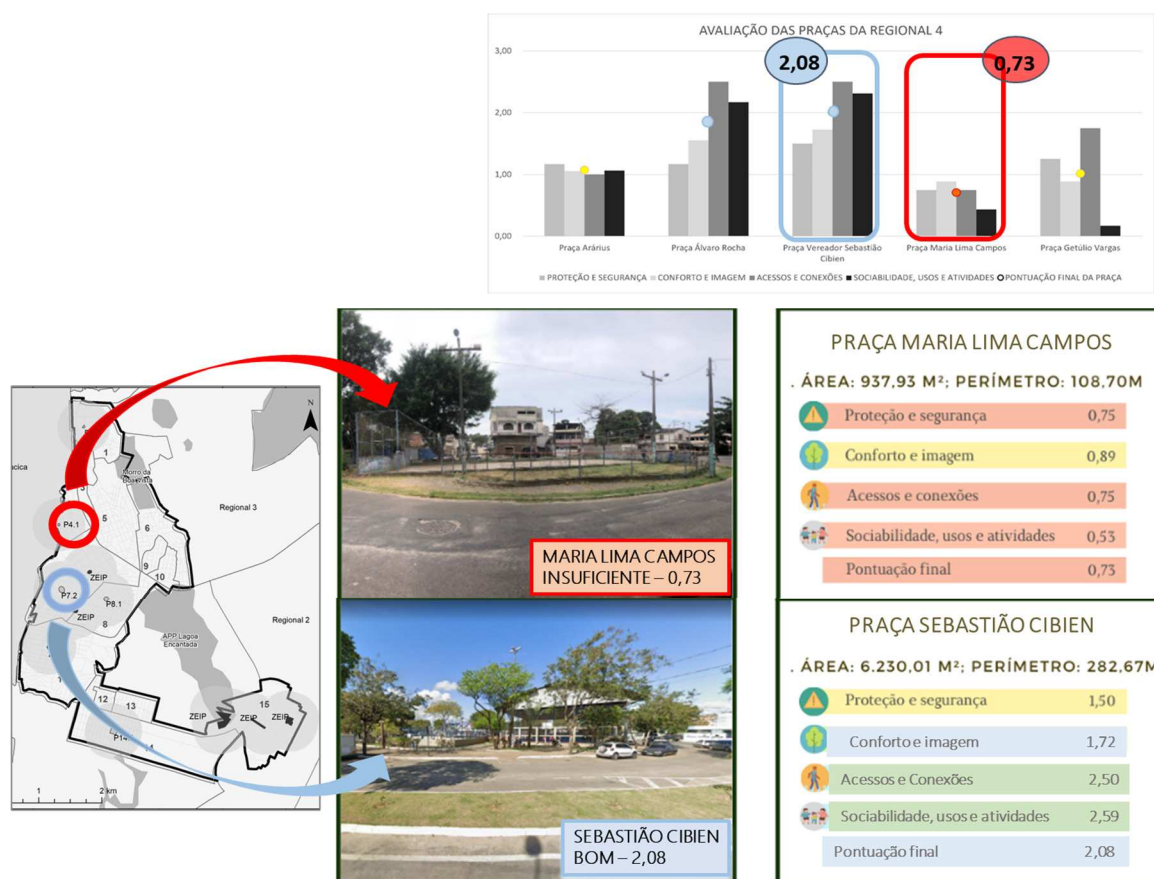 AVALIAÇÃO DAS PRAÇAS DA REGIONAL 4
3,00
2,08
0,73
2,00
1,00
0,00
Praça Arárius
Praça Álvaro Rocha
Praça Vereador Sebastião
Cibien
Praça Maria Lima Campos
Praça Getúlio Vargas
PROTEÇÃO E SEGURANÇA CONFORTO E IMAGEM ACESSOS E CONEXÕES SOCIABILIDADE, USOS E ATIVIDADES PONTUAÇÃO FINAL DA PRAÇA
N
1
Morro da
Boa Vista
Regional 3
P4.1
5
6
9
10
ZEIP
P7.2
P8.1
ZEIP
8
Regional 2
APP Lagoa
Encantada
12
13
ZEIP
ZEIP
ZEIP
15
1
2 km
MARIA LIMA CAMPOS
INSUFICIENTE – 0,73
SEBASTIÃO CIBIEN
BOM – 2,08
PRAÇA MARIA LIMA CAMPOS
. ÁREA: 937,93 M²; PERÍMETRO: 108,70M
Proteção e segurança 0,75
Conforto e imagem 0,89
Acessos e conexões 0,75
Sociabilidade, usos e atividades 0,53
Pontuação final 0,73
PRAÇA SEBASTIÃO CIBIEN
. ÁREA: 6.230,01 M²; PERÍMETRO: 282,67M
Proteção e segurança 1,50
Conforto e imagem 1,72
Acessos e Conexões 2,50
Sociabilidade, usos e atividades 2,59
Pontuação final 2,08